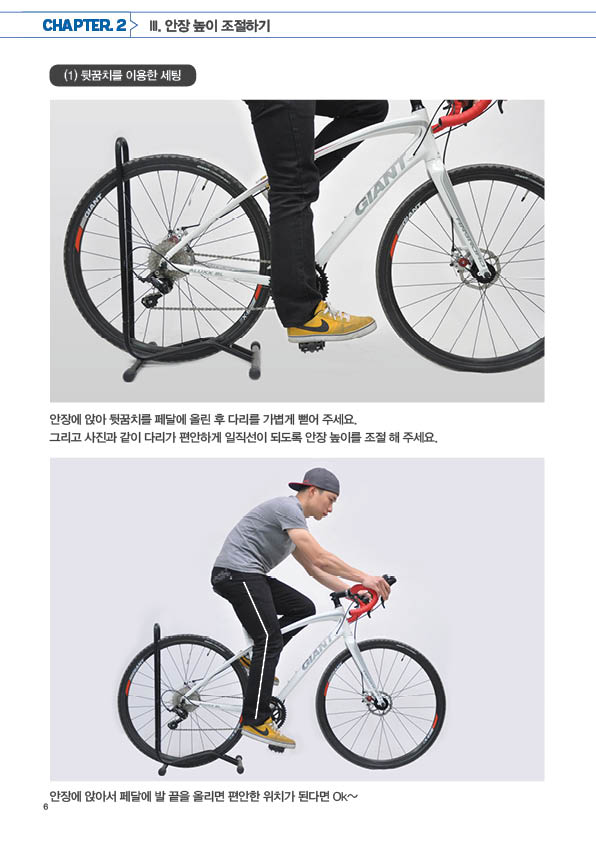 CHAPTER. 2
III. 안장 높이 조절하기
(1) 뒷꿈치를 이용한 세팅
GIANT
GIANT
GIANT
ALUXX SL
안장에 앉아 뒷꿈치를 페달에 올린 후 다리를 가볍게 뻗어 주세요.
그리고 사진과 같이 다리가 편안하게 일직선이 되도록 안장 높이를 조절 해 주세요.
GIANT
안장에 앉아서 페달에 발 끝을 올리면 편안한 위치가 된다면 Ok~
6